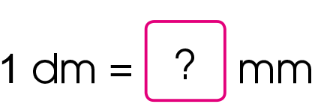 1 dm = ? mm